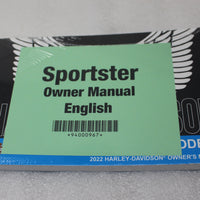 Sportster
Owner Manual
English
*94000967*
2022 HARLEY-DAVIDSON® OWNER'S